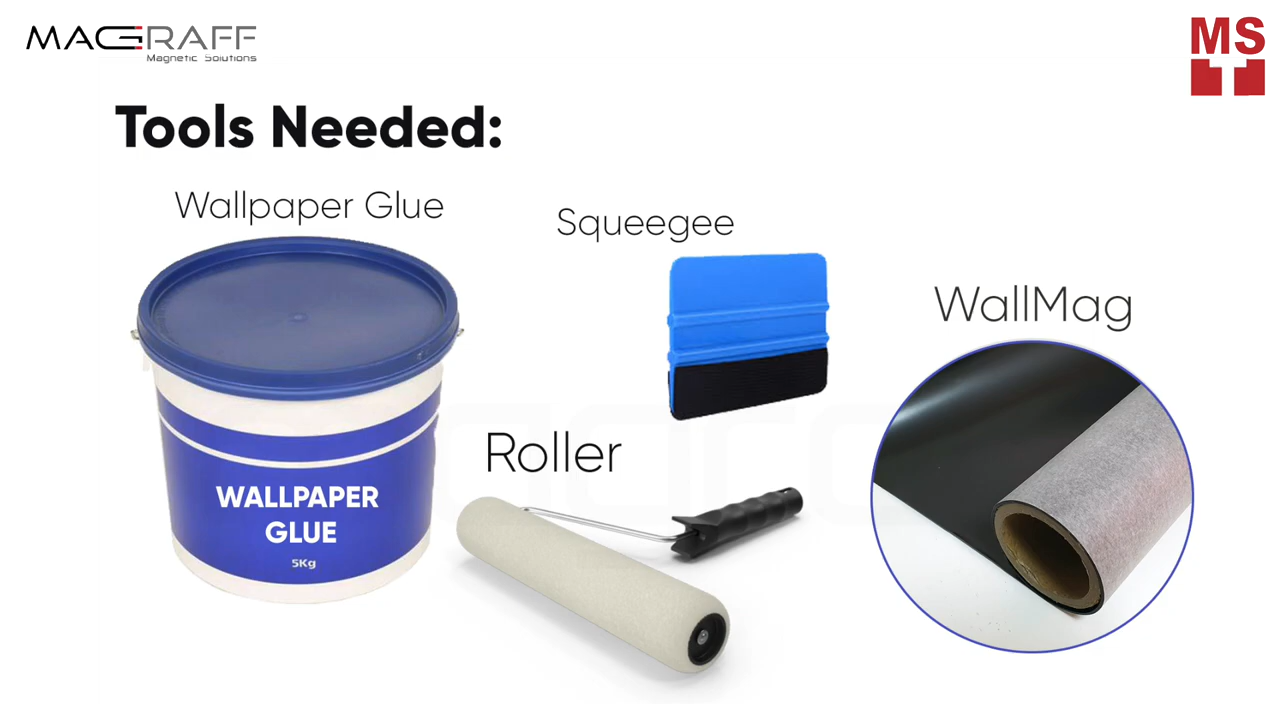 MAGRAFF
Magnetic Solutions
MS
T
Tools Needed:
Wallpaper Glue
Squeegee
WallMag
Roller
WALLPAPER
GLUE
5Kg